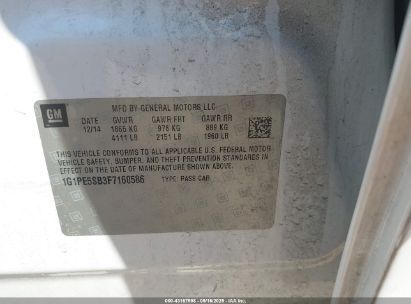 GM
MFG BY GENERAL MOTORS LLC
DATE GVWR GAWR FRT GAWR RR
12/14 1865 KG 976 KG 889 KG
4111 LB 2151 LB 1960 LB
THIS VEHICLE CONFORMS TO ALL APPLICABLE U.S. FEDERAL MOTOR
VEHICLE SAFETY, BUMPER, AND THEFT PREVENTION STANDARDS IN
EFFECT ON THE DATE OF MANUFACTURE SHOWN ABOVE.
1G1PE5SB3F7160586 TYPE: PASS CAR